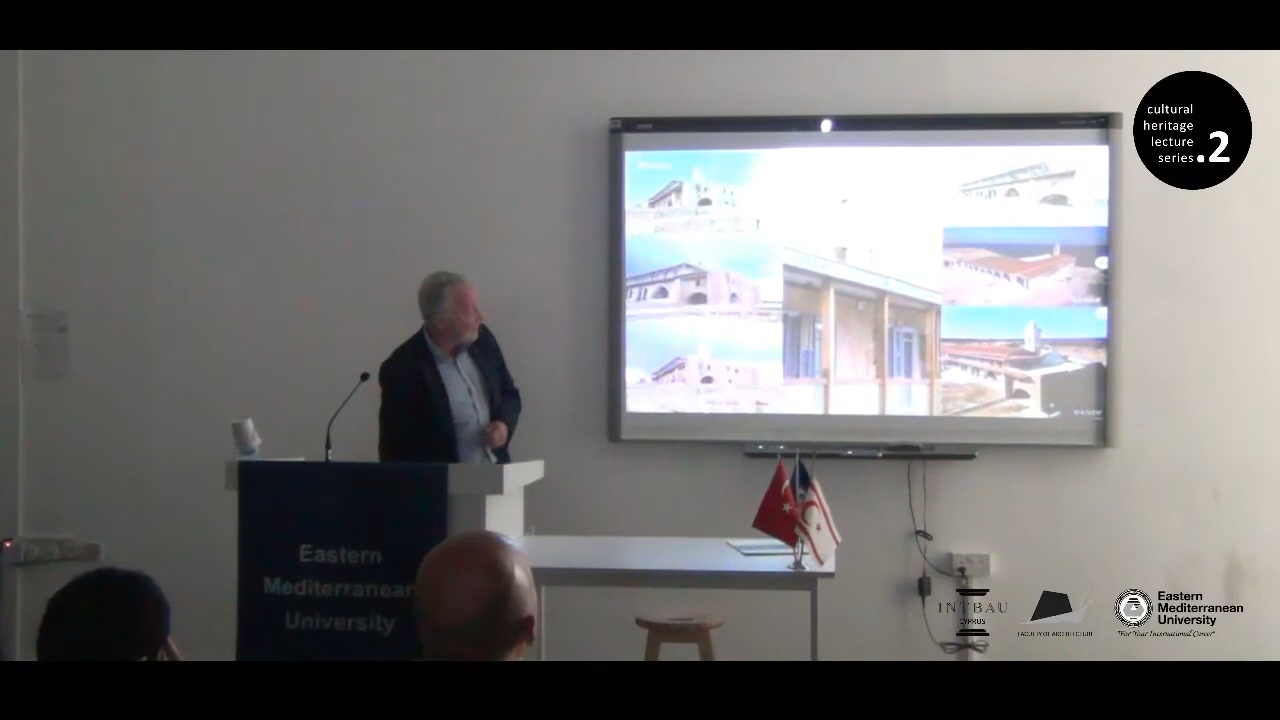 cultural
heritage
lecture
series.2
Eastern
Mediterranean
University
INTBAU
CYPRUS
FACULTY OF ARCHITECTURE
Eastern
Mediterranean
University
"For Your International Career"